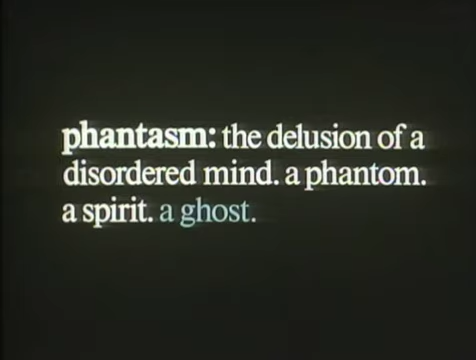 phantasm: the delusion of a
disordered mind. a phantom.
a spirit. a ghost.